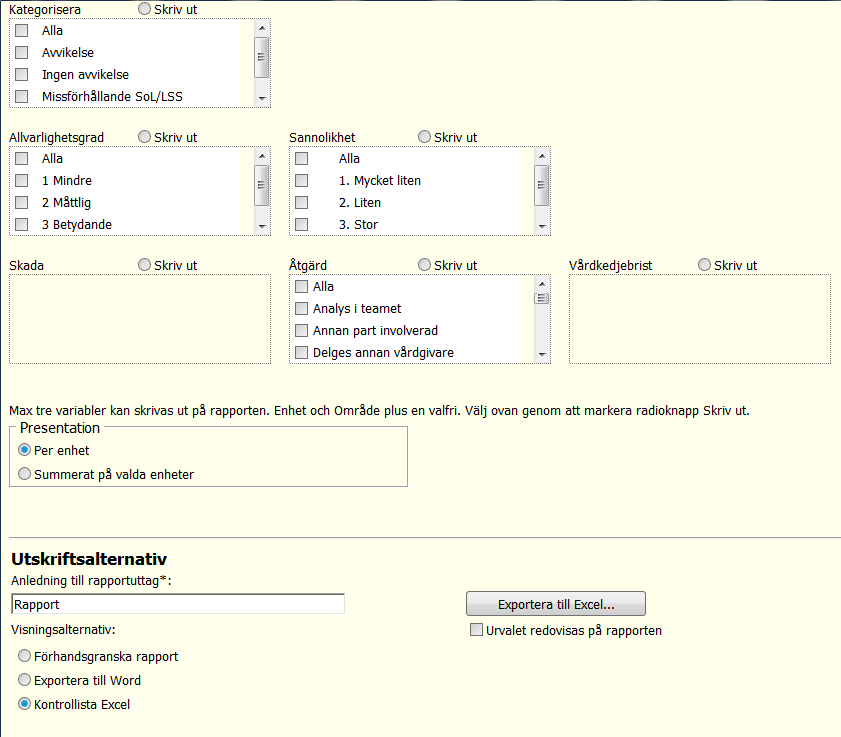 Kategorisera Skriv ut
Alla
Avvikelse
Ingen avvikelse
Missförhållande SoL/LSS
Allvarlighetsgrad Skriv ut
Alla
1 Mindre
2 Måttlig
3 Betydande
Sannolikhet Skriv ut
Alla
1. Mycket liten
2. Liten
3. Stor
Skada Skriv ut
Åtgärd Skriv ut
Alla
Analys i teamet
Annan part involverad
Delges annan vårdgivare
Vårdkedjebrist Skriv ut
Max tre variabler kan skrivas ut på rapporten. Enhet och Område plus en valfri. Välj ovan genom att markera radioknapp Skriv ut.
Presentation
Per enhet
Summerat på valda enheter
Utskriftsalternativ
Anledning till rapportuttag*:
Rapport
Exportera till Excel...
Urvalet redovisas på rapporten
Visningsalternativ:
Förhandsgranska rapport
Exportera till Word
Kontrollista Excel